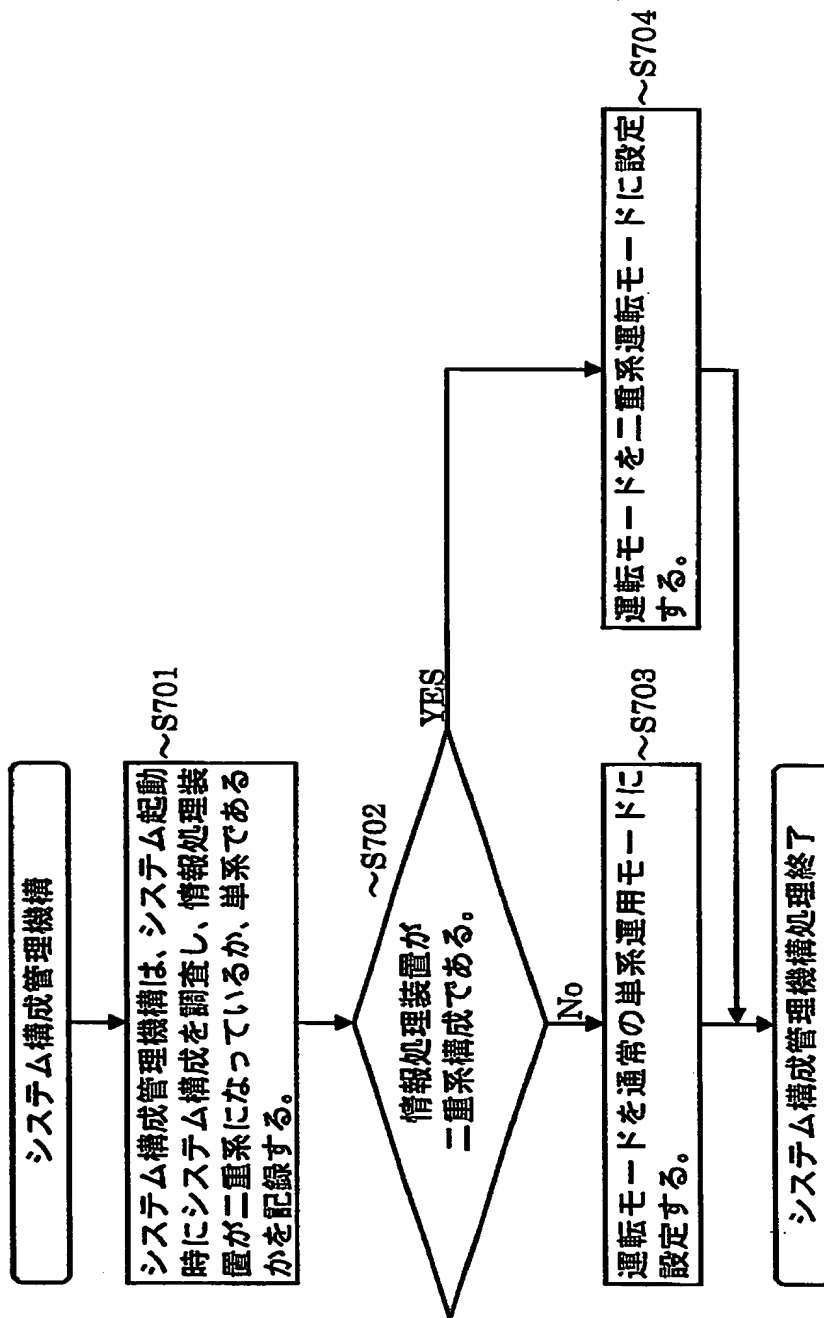 システム構成管理機構
システム構成管理機構は、システム起動
時にシステム構成を調査し、情報処理装
置が二重系になっているか、単系である
かを記録する。
～S701
～S702
情報処理装置が
二重系構成である。
YES
No
運転モードを通常の単系運用モードに
設定する。
～S703
運転モードを二重系運転モードに設定
する。
～S704
システム構成管理機構処理終了